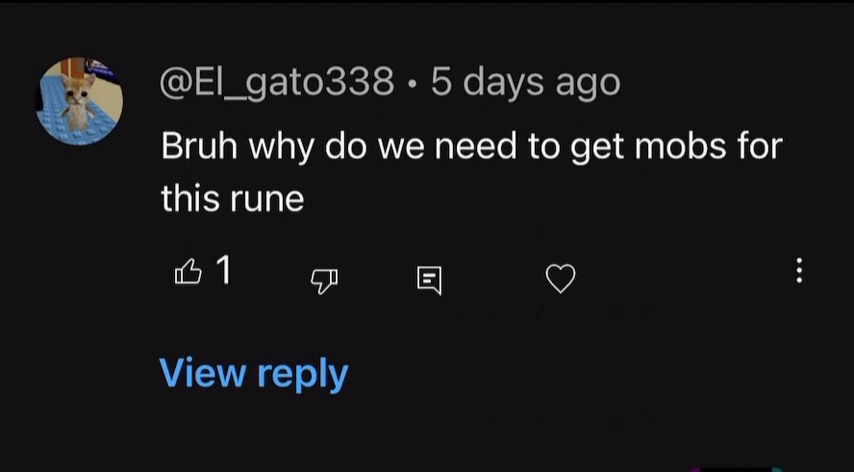 @El_gato338 • 5 days ago
Bruh why do we need to get mobs for
this rune
1
View reply